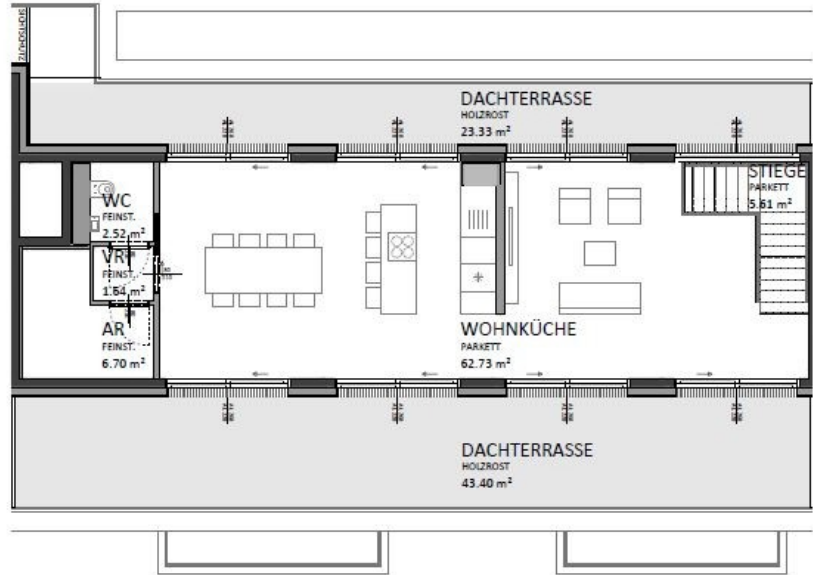 SICHTSCHUTZ
DACHTERRASSE
HOLZROST
23.33 m²
WC
FEINST.
2.52 m²
VR
FEINST.
1.64 m²
AR
FEINST.
6.70 m²
STIEGE
PARKETT
5.61 m²
WOHNKÜCHE
PARKETT
62.73 m²
DACHTERRASSE
HOLZROST
43.40 m²